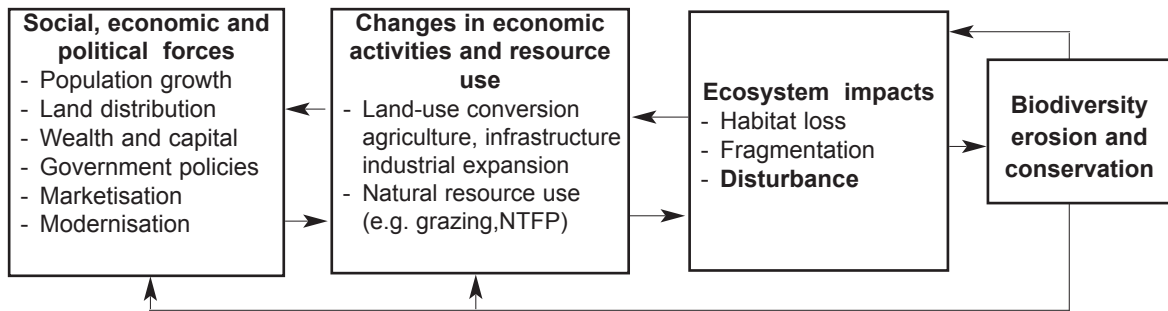 Social, economic and
political forces
- Population growth
- Land distribution
- Wealth and capital
- Government policies
- Marketisation
- Modernisation
Changes in economic
activities and resource
use
- Land-use conversion
agriculture, infrastructure
industrial expansion
- Natural resource use
(e.g. grazing,NTFP)
Ecosystem impacts
- Habitat loss
- Fragmentation
- Disturbance
Biodiversity
erosion and
conservation